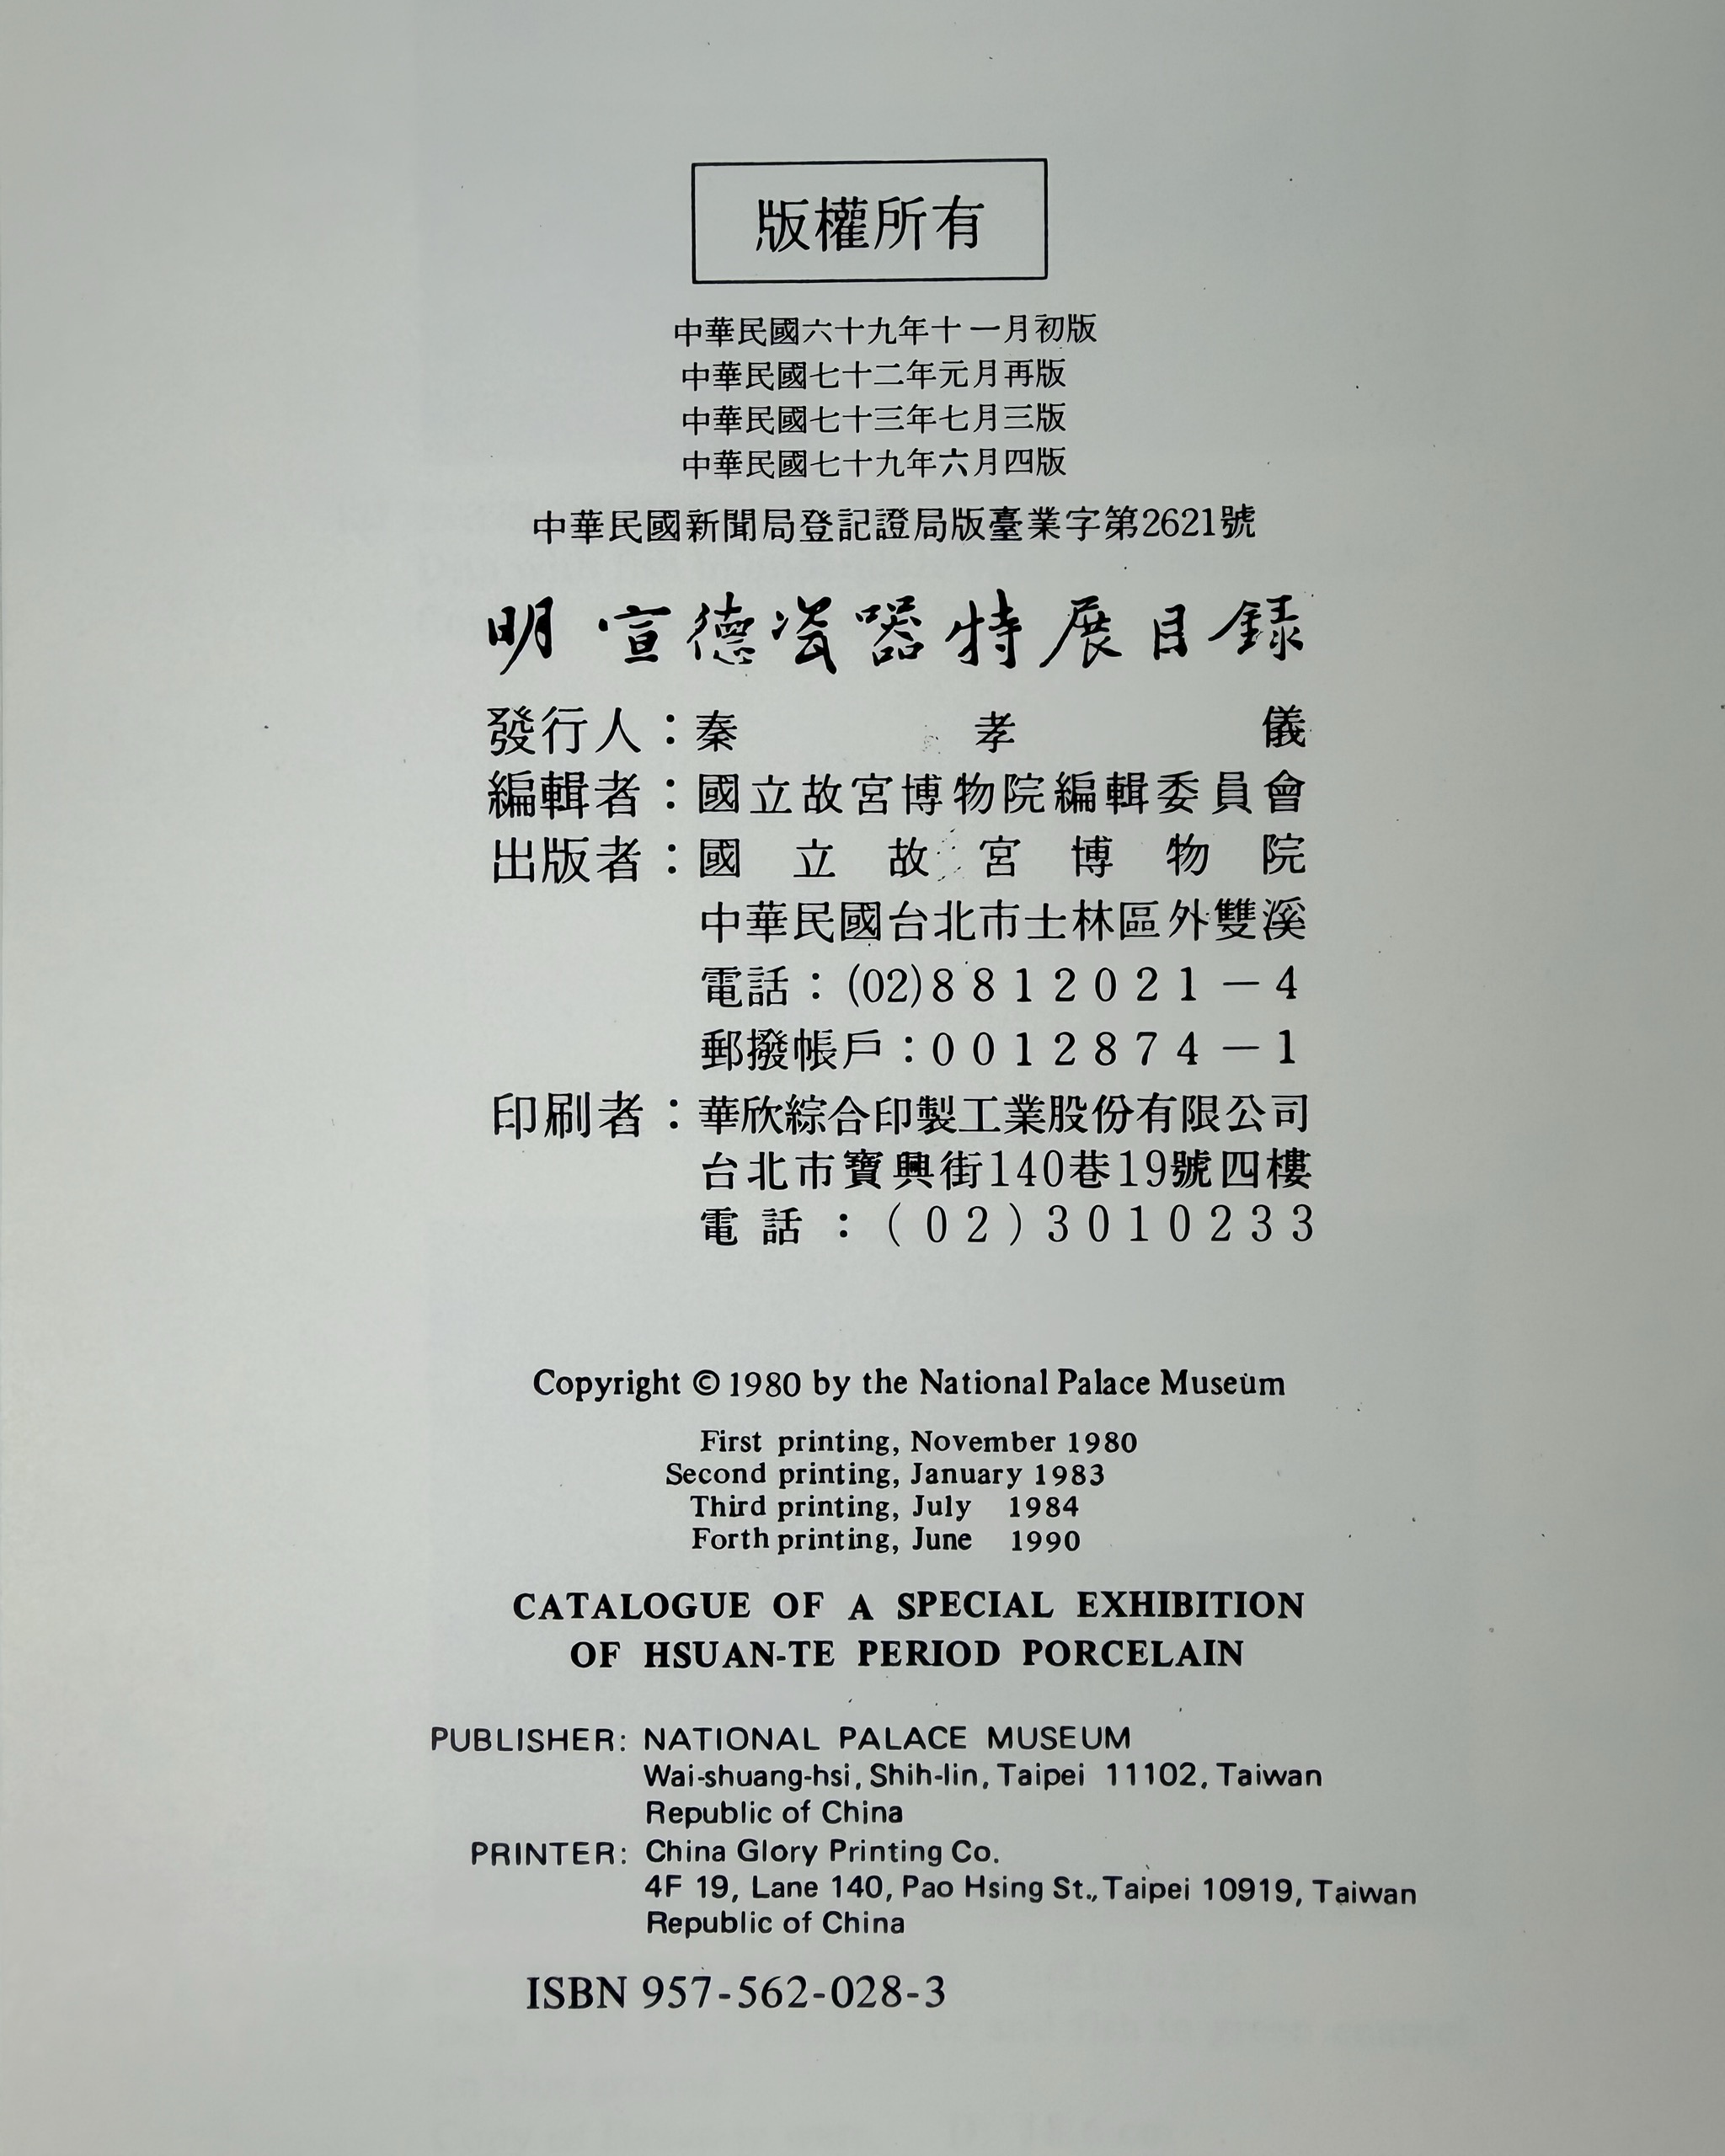 版權所有
中華民國六十九年十一月初版
中華民國七十二年元月再版
中華民國七十三年七月三版
中華民國七十九年六月四版
中華民國新聞局登記證局版臺業字第2621號
明宣德瓷器特展目錄
發行人：秦孝儀
編輯者：國立故宮博物院編輯委員會
出版者：國立故宮博物院
中華民國台北市士林區外雙溪
電話：(02)8812021－4
郵撥帳戶：0012874－1
印刷者：華欣綜合印製工業股份有限公司
台北市寶興街140巷19號四樓
電話：(02)3010233
Copyright © 1980 by the National Palace Museum
First printing, November 1980
Second printing, January 1983
Third printing, July 1984
Forth printing, June 1990
CATALOGUE OF A SPECIAL EXHIBITION
OF HSUAN-TE PERIOD PORCELAIN
PUBLISHER: NATIONAL PALACE MUSEUM
Wai-shuang-hsi, Shih-lin, Taipei 11102, Taiwan
Republic of China
PRINTER: China Glory Printing Co.
4F 19, Lane 140, Pao Hsing St., Taipei 10919, Taiwan
Republic of China
ISBN 957-562-028-3